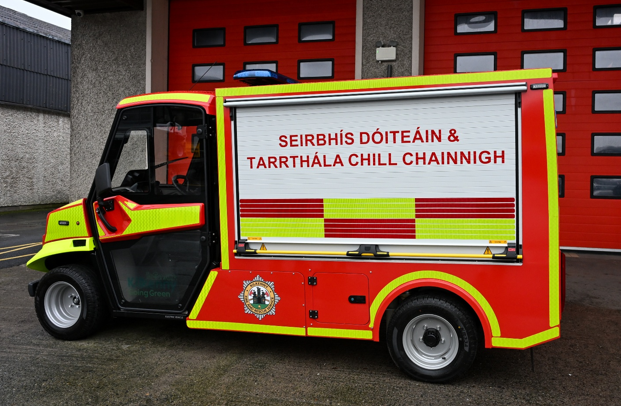 SEIRBHÍS DÓITEÁIN &
TARRTHÁLA CHILL CHAINNIGH